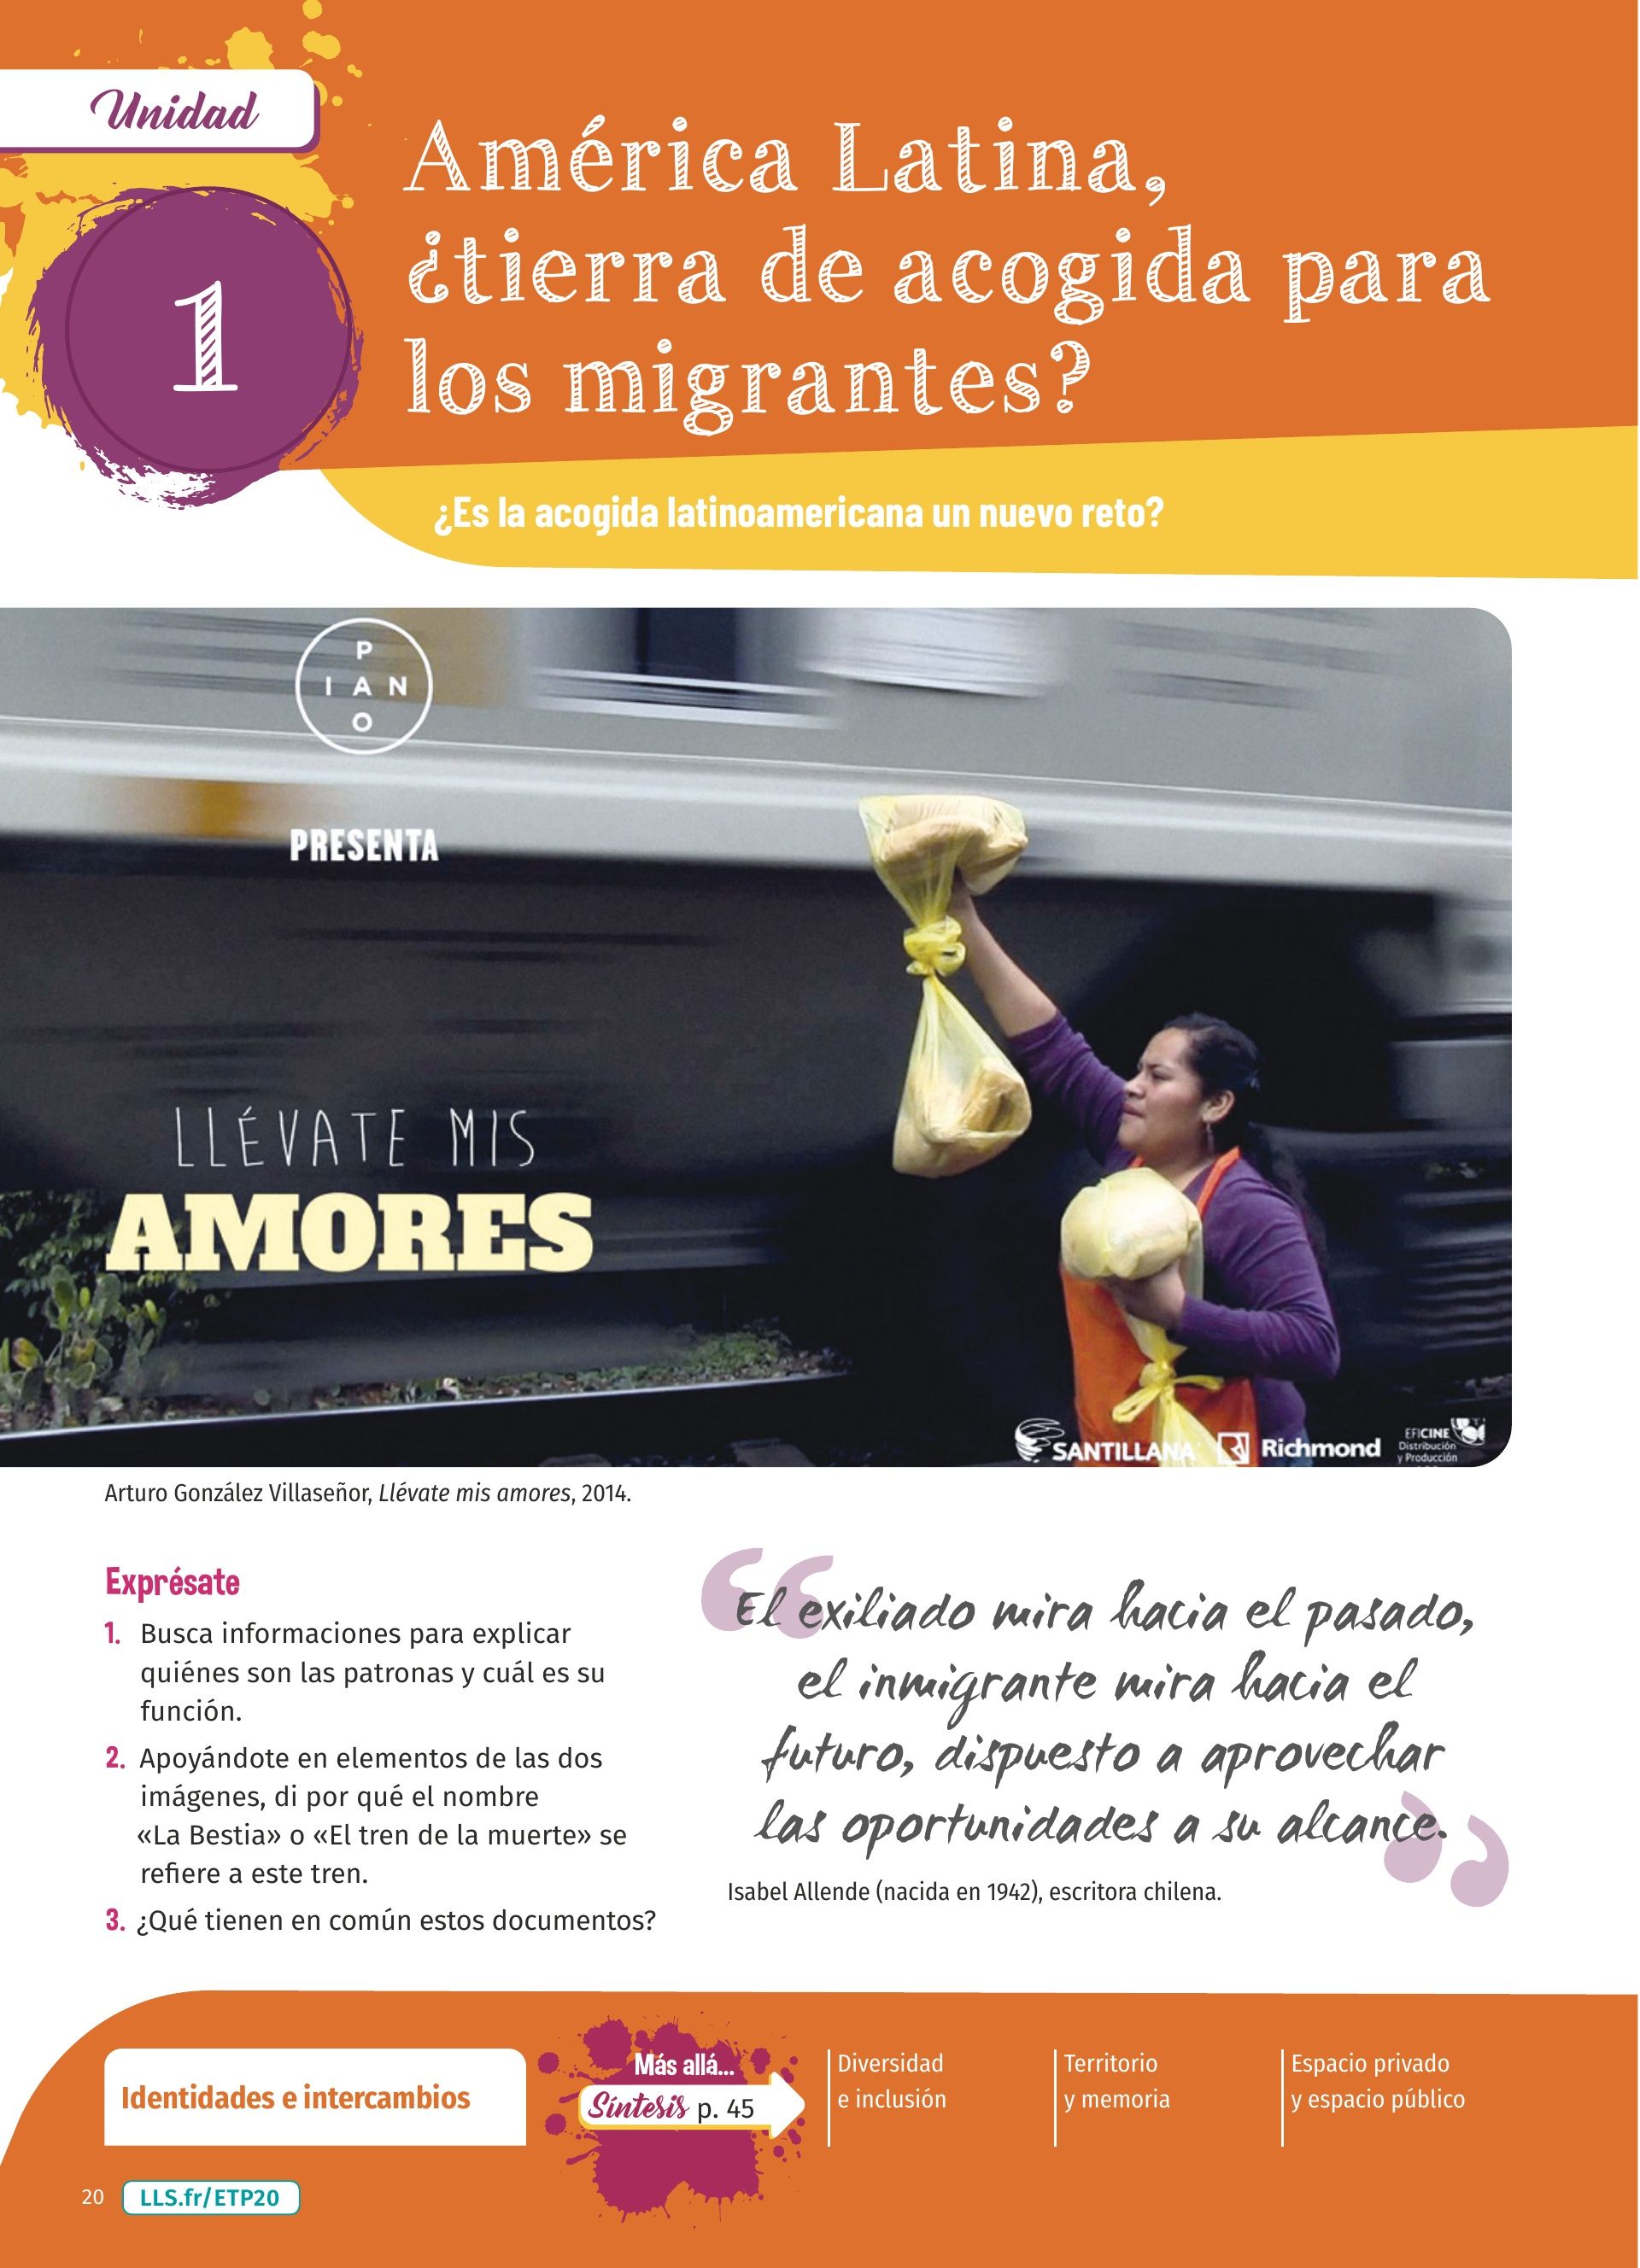 Unidad
1
América Latina,
¿tierra de acogida para
los migrantes?
¿Es la acogida latinoamericana un nuevo reto?
P
I A N
O
PRESENTA
LLÉVATE MIS
AMORES
SANTILLANA Richmond
EFICINE
Distribución
y Producción
Arturo González Villaseñor, Llévate mis amores, 2014.
Exprésate
1. Busca informaciones para explicar
quiénes son las patronas y cuál es su
función.
2. Apoyándote en elementos de las dos
imágenes, di por qué el nombre
«La Bestia» o «El tren de la muerte» se
refiere a este tren.
3. ¿Qué tienen en común estos documentos?
“El exiliado mira hacia el pasado,
el inmigrante mira hacia el
futuro, dispuesto a aprovechar
las oportunidades a su alcance.”
Isabel Allende (nacida en 1942), escritora chilena.
Identidades e intercambios
Más allá...
Síntesis p. 45
Diversidad
e inclusión
Territorio
y memoria
Espacio privado
y espacio público
20
LLS.fr/ETP20